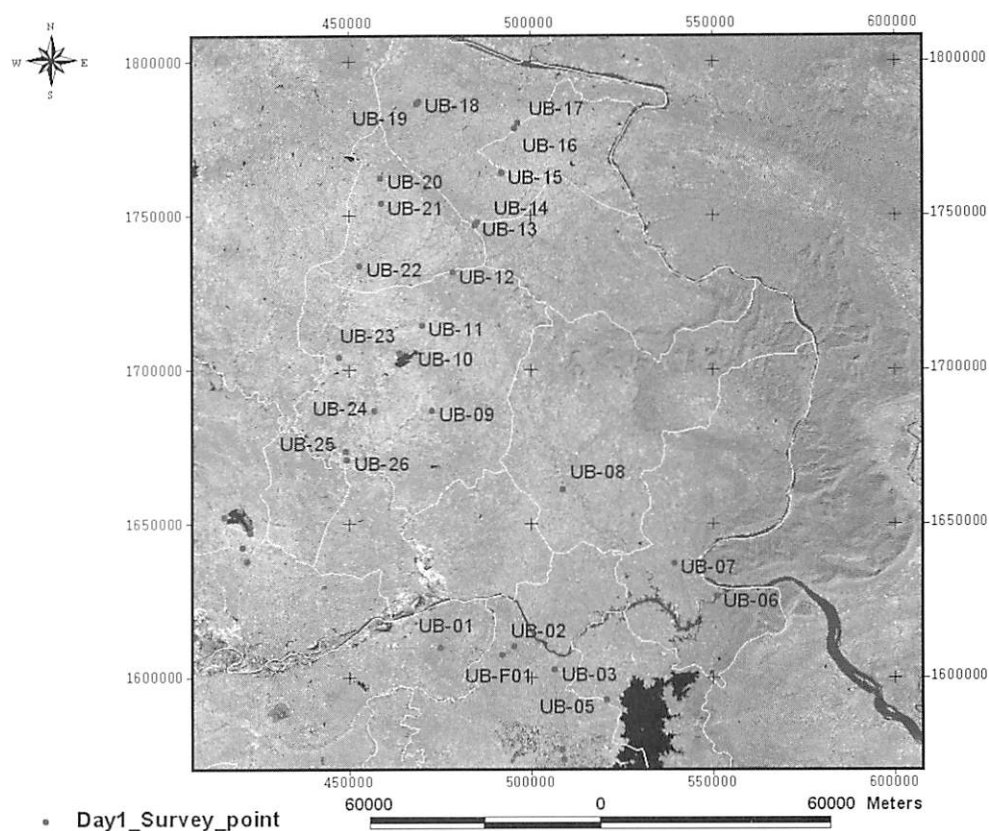 450000 500000 550000 600000
N
W E
S
1800000 1800000
UB-18
UB-17
UB-19
UB-16
UB-15
UB-20
UB-21
UB-14
1750000 1750000
UB-13
UB-22
UB-12
UB-11
UB-23
UB-10
1700000 1700000
UB-24
UB-09
UB-25
UB-26
UB-08
1650000 1650000
UB-07
UB-06
UB-01
UB-02
UB-F01
UB-03
1600000 1600000
UB-05
450000 500000 550000 600000
60000 0 60000 Meters
Day1_Survey_point